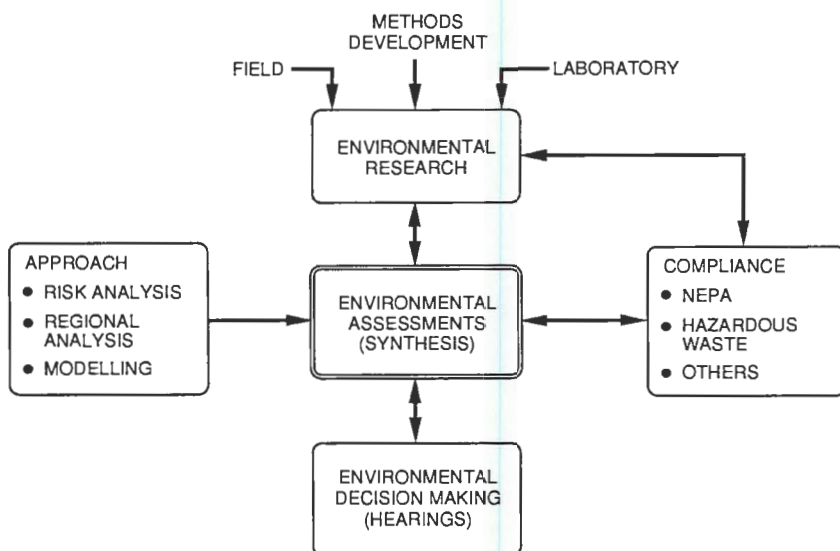 METHODS
DEVELOPMENT
FIELD
LABORATORY
ENVIRONMENTAL
RESEARCH
APPROACH
● RISK ANALYSIS
● REGIONAL
ANALYSIS
● MODELLING
ENVIRONMENTAL
ASSESSMENTS
(SYNTHESIS)
COMPLIANCE
● NEPA
● HAZARDOUS
WASTE
● OTHERS
ENVIRONMENTAL
DECISION MAKING
(HEARINGS)